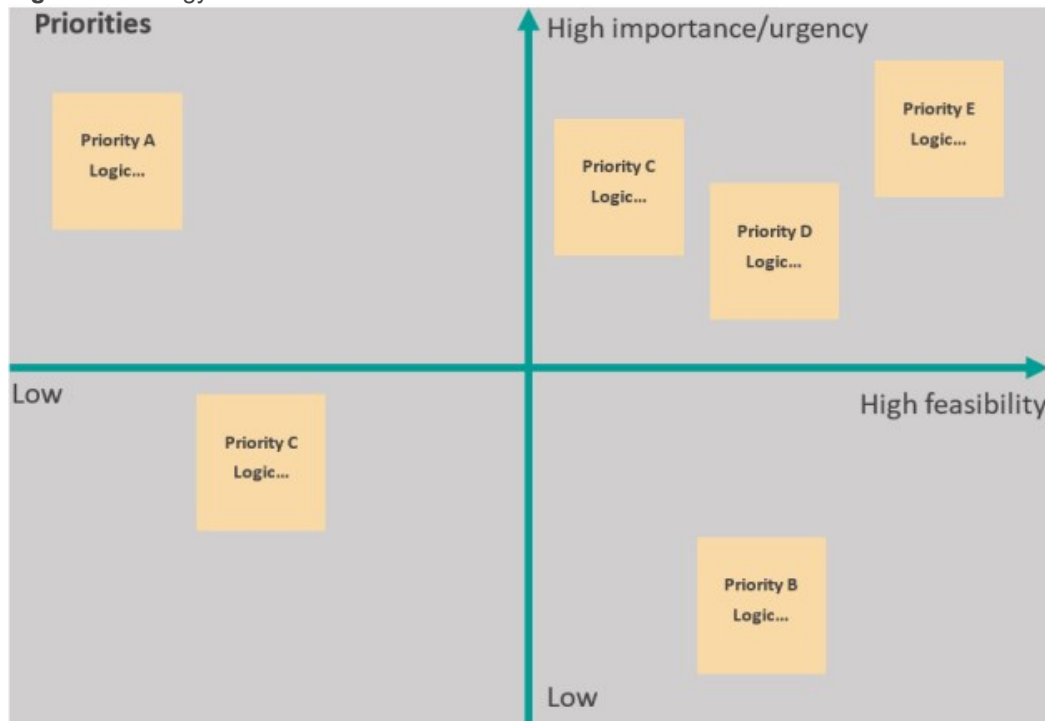 Priorities
High importance/urgency
Priority A
Logic...
Priority C
Logic...
Priority D
Logic...
Priority E
Logic...
Low
High feasibility
Priority C
Logic...
Priority B
Logic...
Low